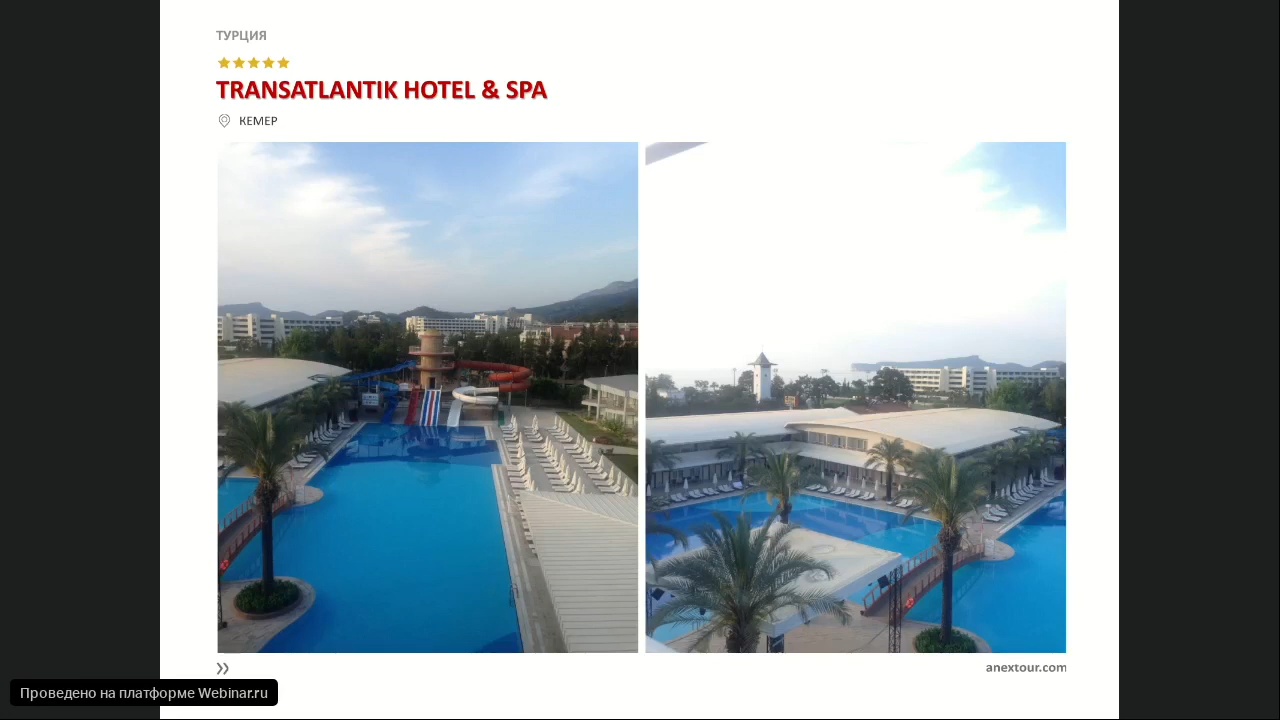 ТУРЦИЯ
TRANSATLANTIK HOTEL & SPA
КЕМЕР
anextour.com
Проведено на платформе Webinar.ru